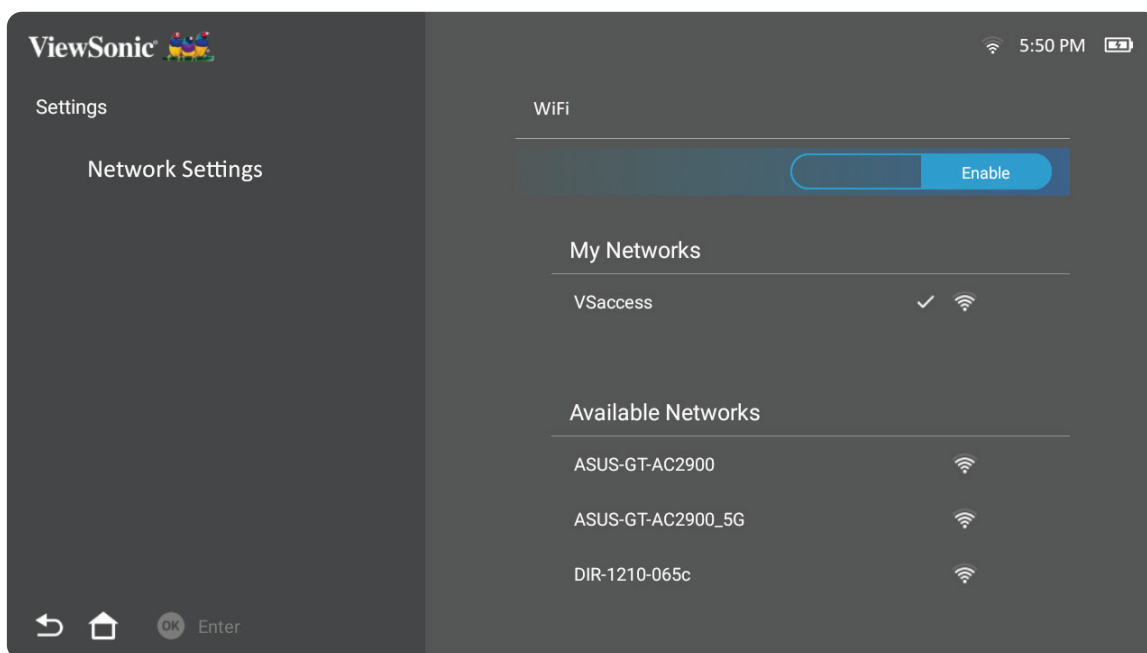 ViewSonic
5:50 PM
Settings
Network Settings
WiFi
Enable
My Networks
VSaccess
Available Networks
ASUS-GT-AC2900
ASUS-GT-AC2900_5G
DIR-1210-065c
OK Enter